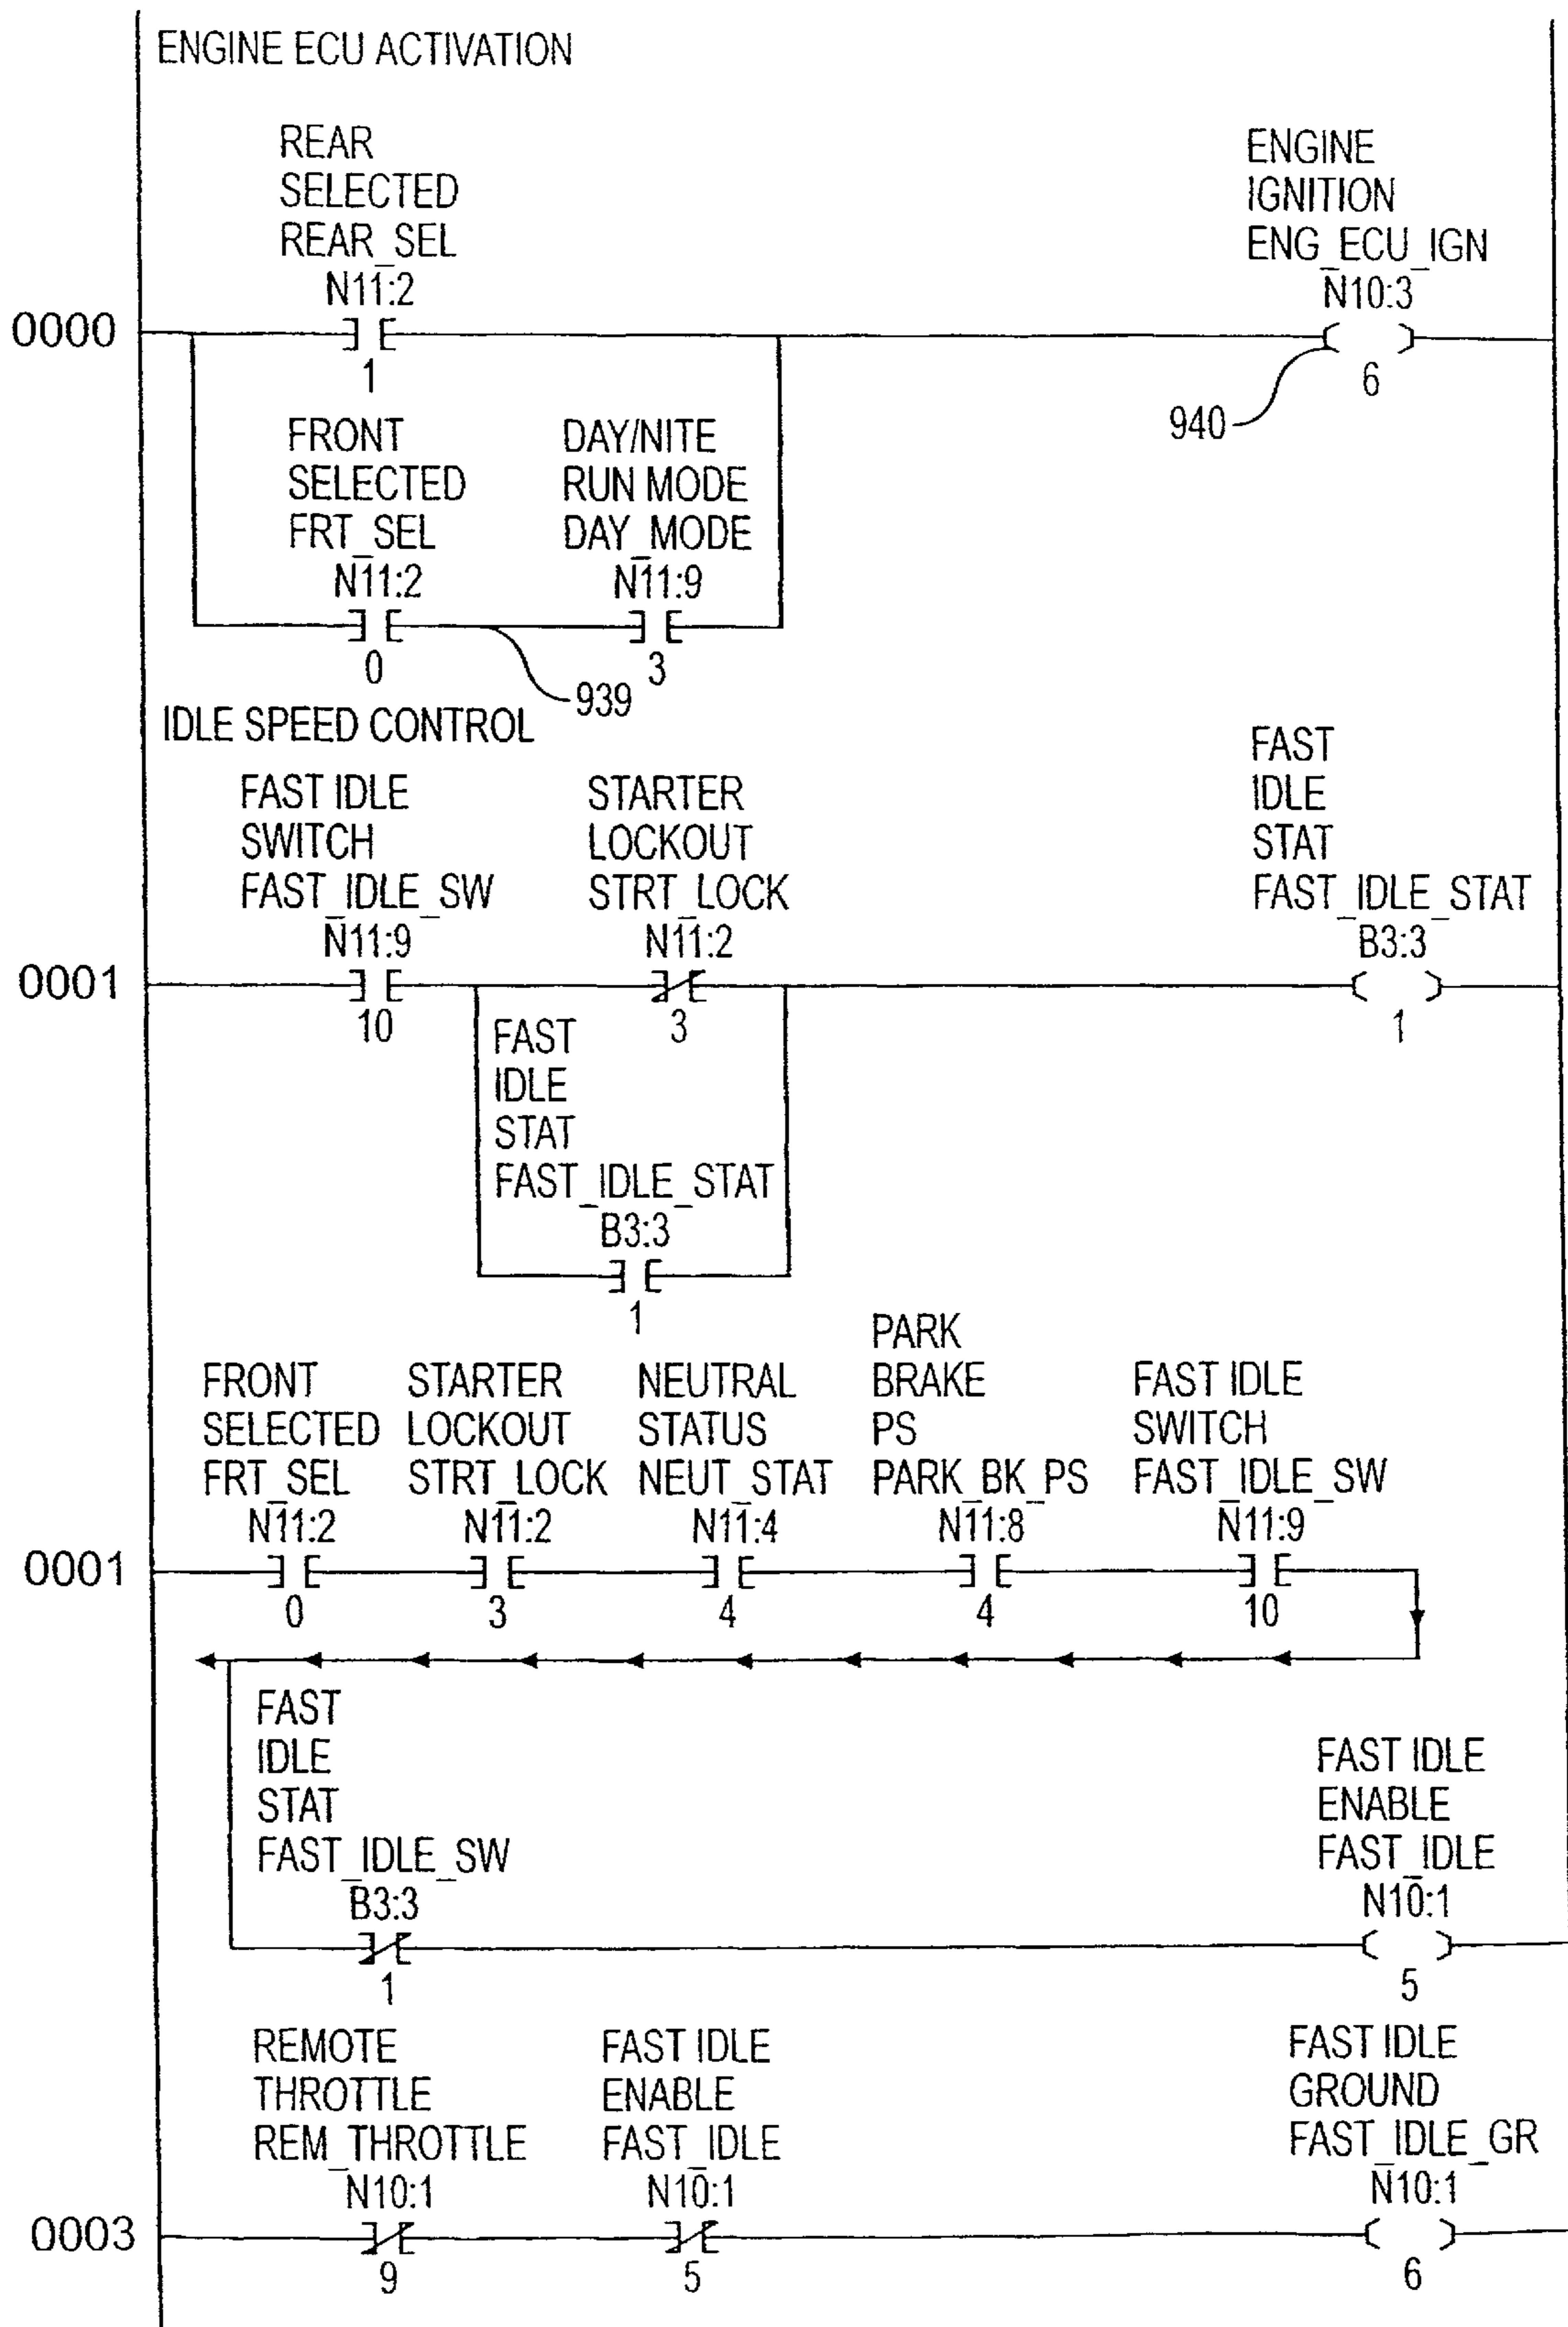 ENGINE ECU ACTIVATION
REAR
SELECTED
REAR_SEL
N11:2
1
ENGINE
IGNITION
ENG_ECU_IGN
N10:3
6
940
0000
FRONT
SELECTED
FRT_SEL
N11:2
0
DAY/NITE
RUN MODE
DAY_MODE
N11:9
3
939
IDLE SPEED CONTROL
FAST IDLE
SWITCH
FAST_IDLE_SW
N11:9
10
STARTER
LOCKOUT
STRT_LOCK
N11:2
3
FAST
IDLE
STAT
FAST_IDLE_STAT
B3:3
1
0001
FAST
IDLE
STAT
FAST_IDLE_STAT
B3:3
1
FRONT
SELECTED
FRT_SEL
N11:2
0
STARTER
LOCKOUT
STRT_LOCK
N11:2
3
NEUTRAL
STATUS
NEUT_STAT
N11:4
4
PARK
BRAKE
PS
PARK_BK_PS
N11:8
4
FAST IDLE
SWITCH
FAST_IDLE_SW
N11:9
10
0001
FAST
IDLE
STAT
FAST_IDLE_SW
B3:3
1
FAST IDLE
ENABLE
FAST_IDLE
N10:1
5
REMOTE
THROTTLE
REM_THROTTLE
N10:1
9
FAST IDLE
ENABLE
FAST_IDLE
N10:1
5
FAST IDLE
GROUND
FAST_IDLE_GR
N10:1
6
0003